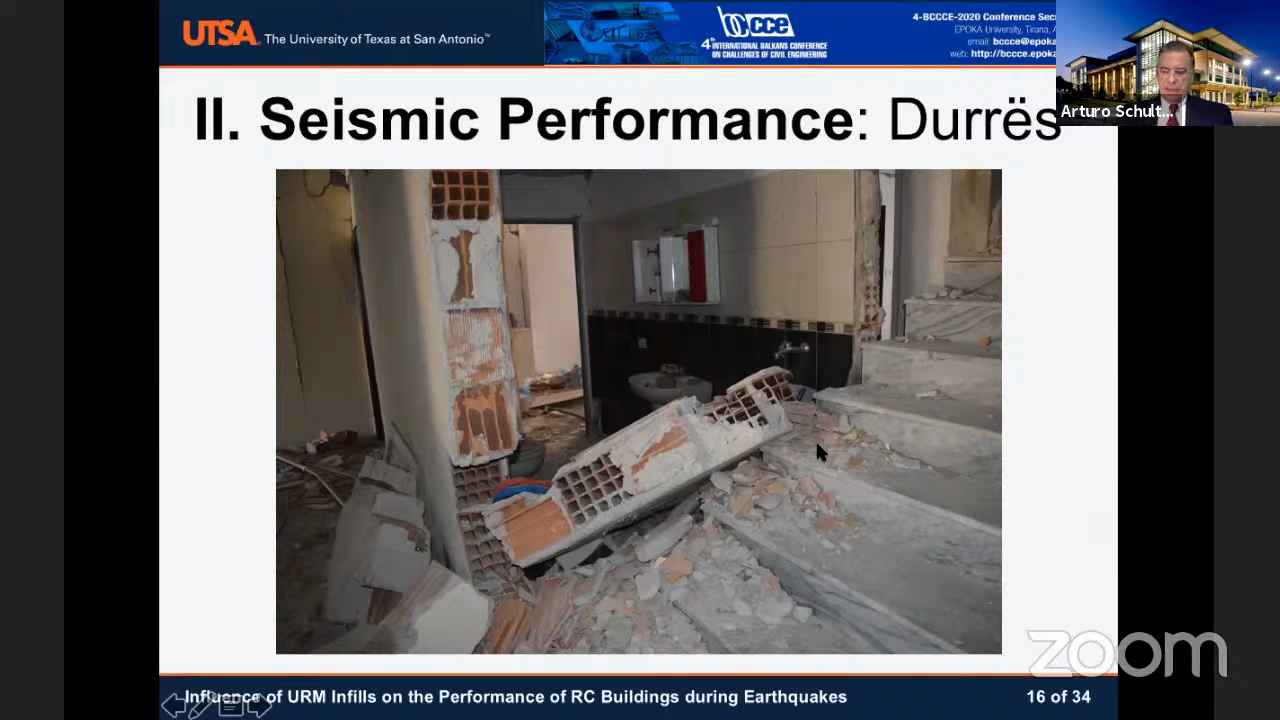 UTSA The University of Texas at San Antonio™
bccce
4th INTERNATIONAL BALKANS CONFERENCE
ON CHALLENGES OF CIVIL ENGINEERING
4-BCCCE-2020 Conference Sec
EPOKA University, Tirana, A
email: bccce@epoka
web: http://bccce.epoka
Arturo Schult...
II. Seismic Performance: Durrës
zoom
Influence of URM Infills on the Performance of RC Buildings during Earthquakes
16 of 34